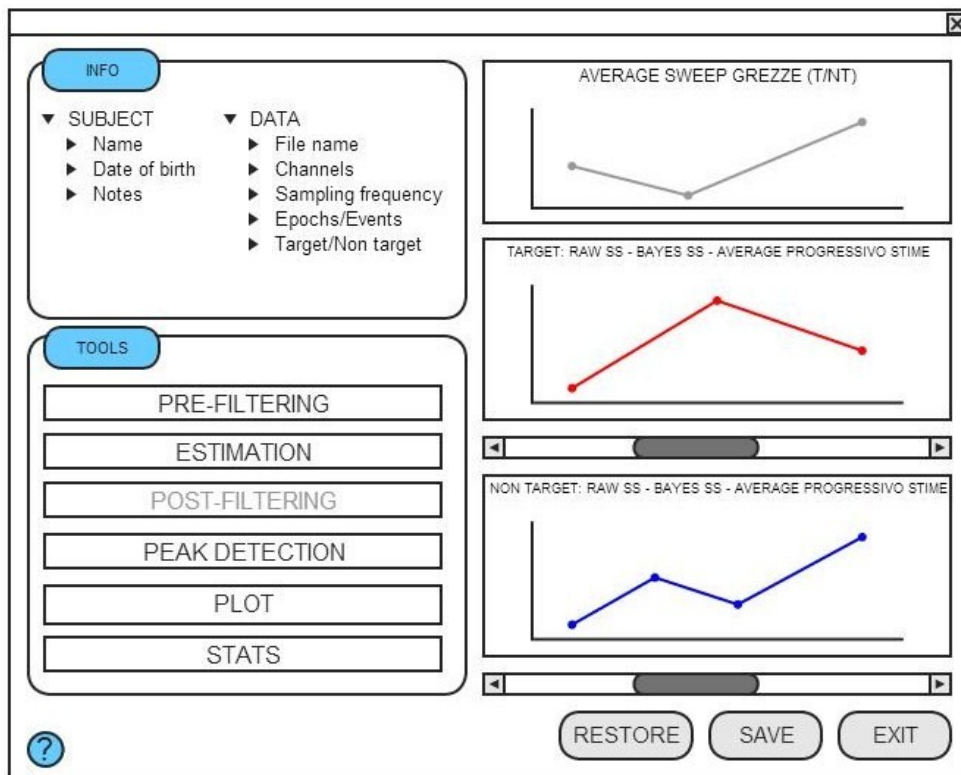 INFO
SUBJECT
Name
Date of birth
Notes
DATA
File name
Channels
Sampling frequency
Epochs/Events
Target/Non target
TOOLS
PRE-FILTERING
ESTIMATION
POST-FILTERING
PEAK DETECTION
PLOT
STATS
?
AVERAGE SWEEP GREZZE (T/NT)
TARGET: RAW SS - BAYES SS - AVERAGE PROGRESSIVO STIME
NON TARGET: RAW SS - BAYES SS - AVERAGE PROGRESSIVO STIME
RESTORE
SAVE
EXIT